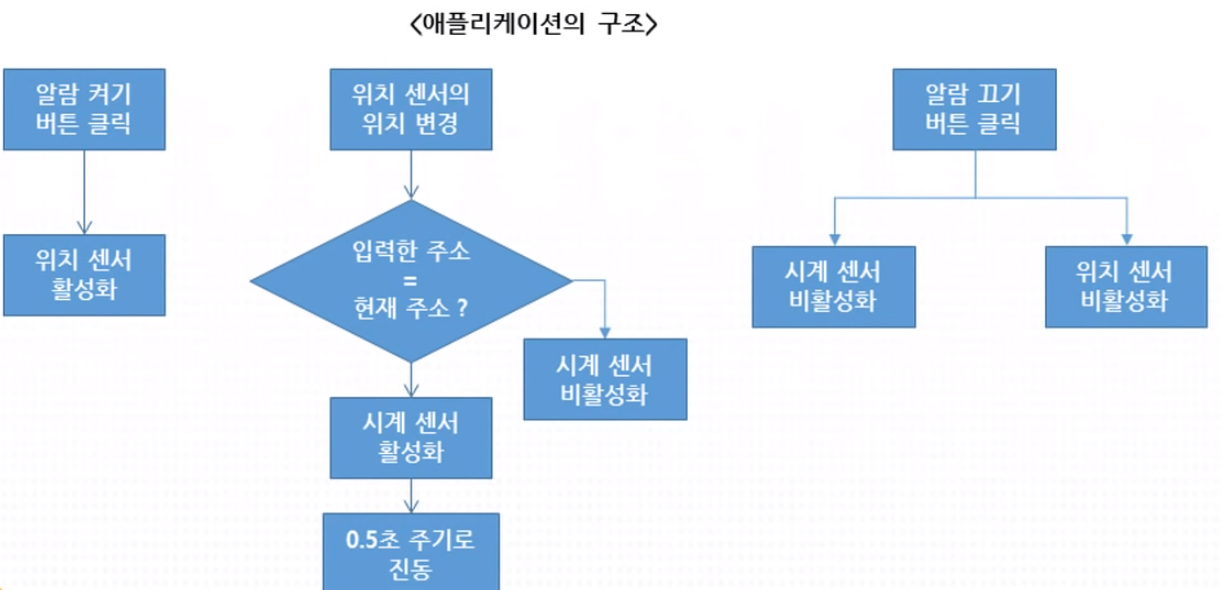 <애플리케이션의 구조>
알람 켜기
버튼 클릭
위치 센서
활성화
위치 센서의
위치 변경
입력한 주소
=
현재 주소 ?
시계 센서
비활성화
시계 센서
활성화
0.5초 주기로
진동
알람 끄기
버튼 클릭
시계 센서
비활성화
위치 센서
비활성화